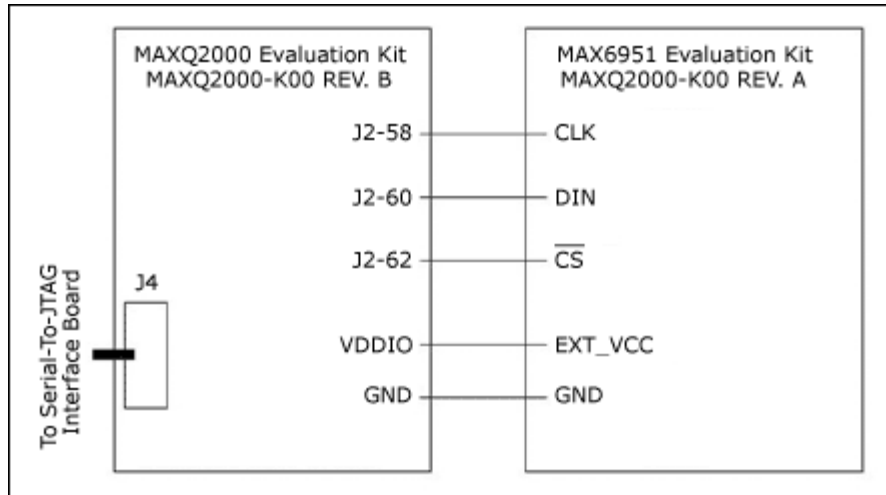 MAXQ2000 Evaluation Kit
MAXQ2000-K00 REV. B
J2-58
J2-60
J2-62
VDDIO
GND
J4
To Serial-To-JTAG
Interface Board
MAX6951 Evaluation Kit
MAXQ2000-K00 REV. A
CLK
DIN
CS
EXT_VCC
GND